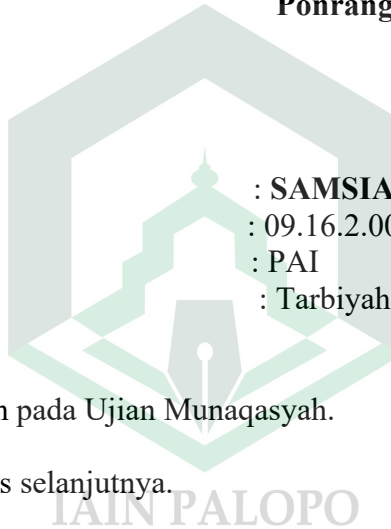 Ponrang
: SAMSIA
: 09.16.2.00
: PAI
: Tarbiyah
pada Ujian Munaqasyah.
s selanjutnya.
IAIN PALOPO